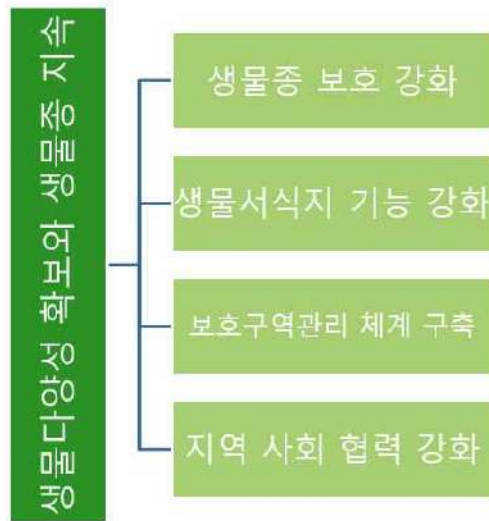 생물다양성 확보와 생물종 지속
생물종 보호 강화
생물서식지 기능 강화
보호구역관리 체계 구축
지역 사회 협력 강화